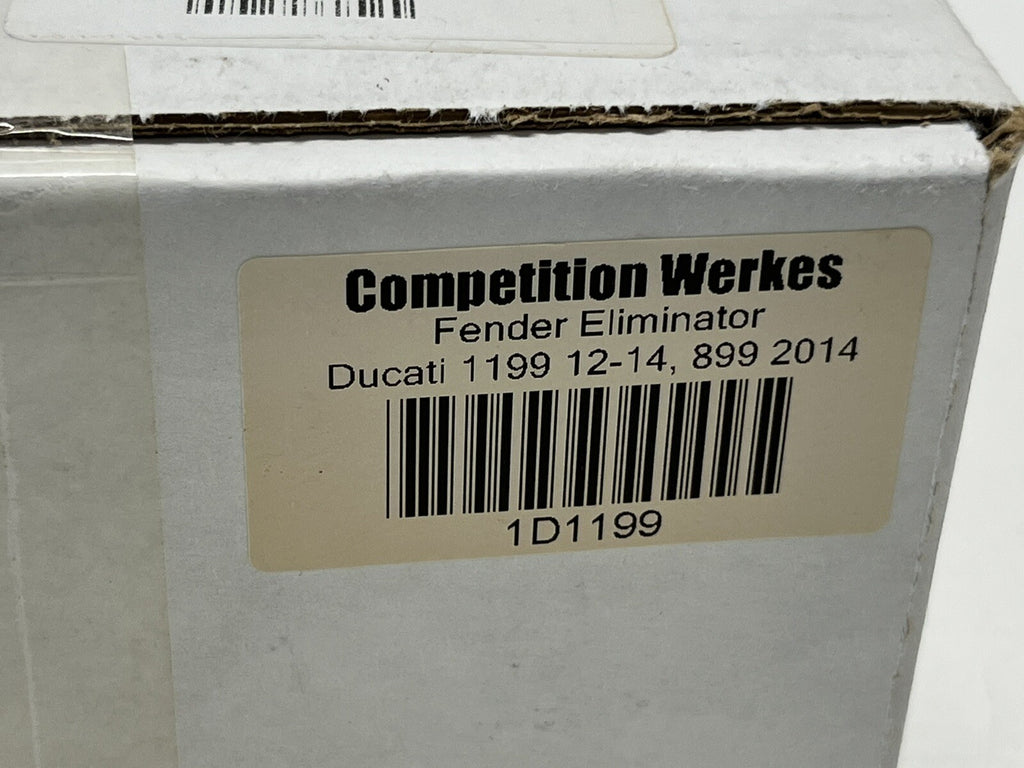 Competition Werkes
Fender Eliminator
Ducati 1199 12-14, 899 2014
1D1199